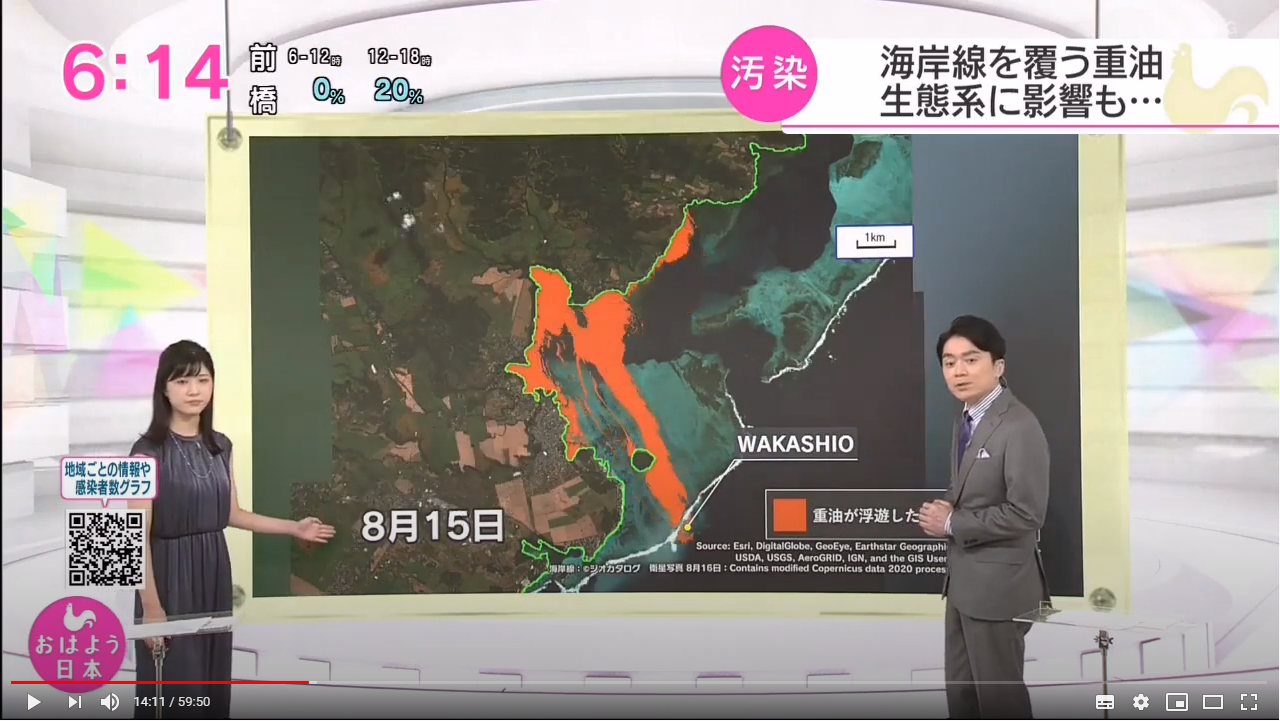 6:14
前橋
6-12時 12-18時
0% 20%
汚染
海岸線を覆う重油
生態系に影響も…
1km
WAKASHIO
8月15日
重油が浮遊した
Source: Esri, DigitalGlobe, GeoEye, Earthstar Geographi
USDA, USGS, AeroGRID, IGN, and the GIS User
海岸線:©ジオカタログ 衛星写真 8月16日:Contains modified Copernicus data 2020 proces
地域ごとの情報や
感染者数グラフ
おはよう
日本
14:11 / 59:50